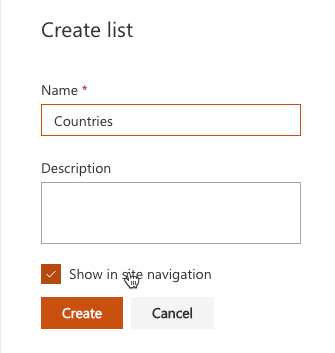 Create list
Name *
Countries
Description
Show in site navigation
Create Cancel